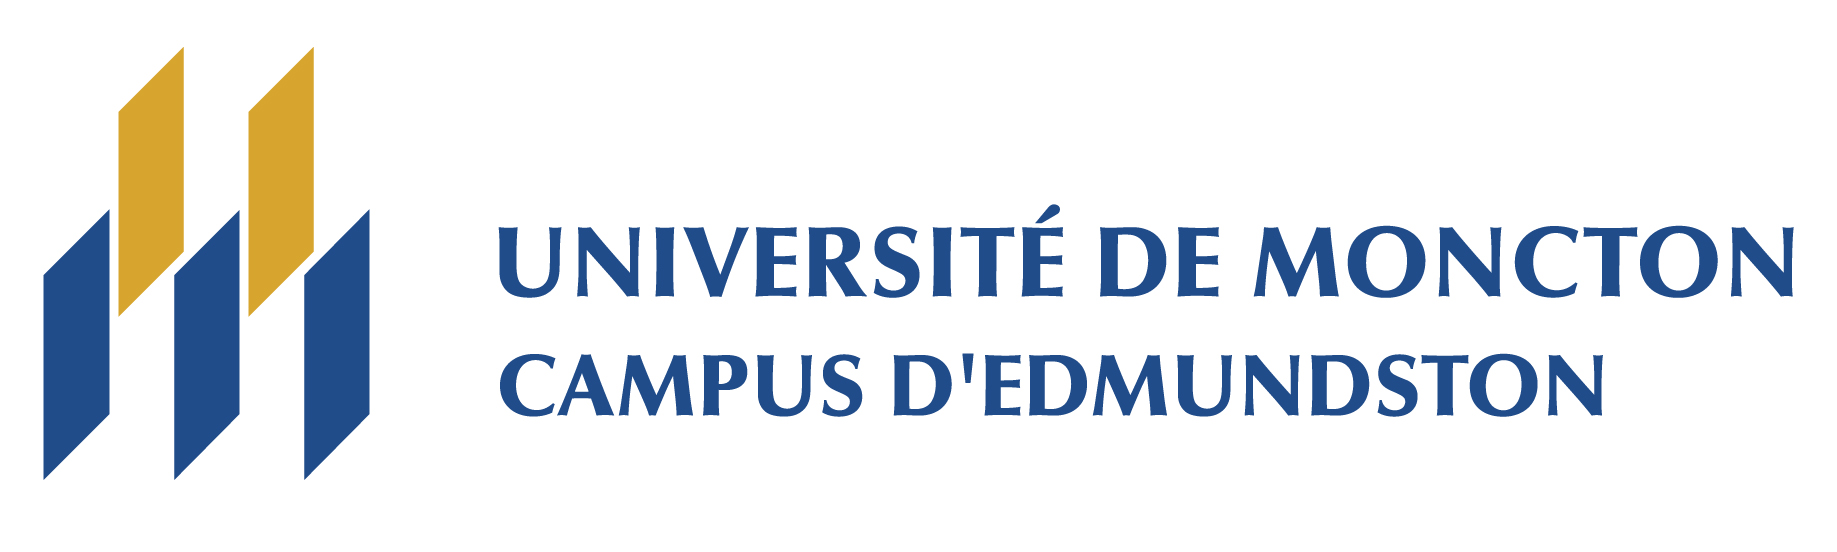 UNIVERSITÉ DE MONCTON
CAMPUS D'EDMUNDSTON